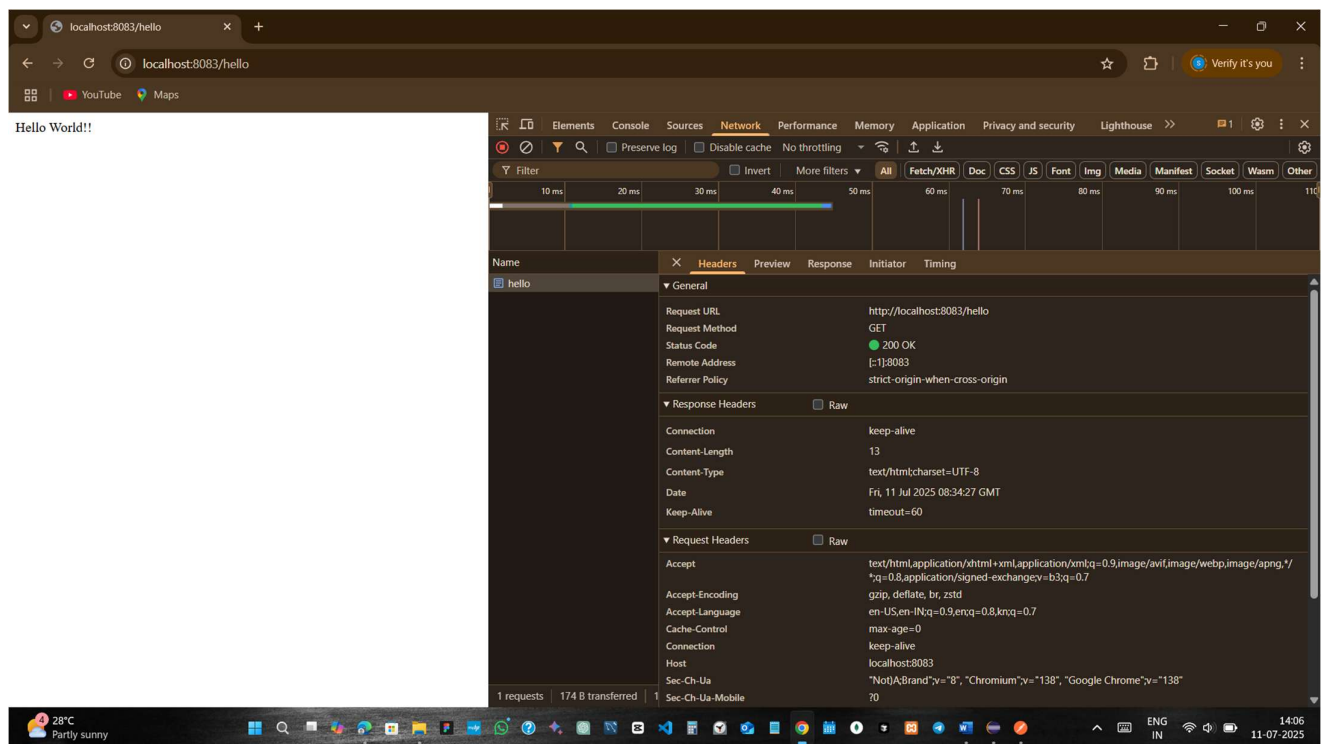 localhost:8083/hello
localhost:8083/hello
Verify it's you
YouTube Maps
Hello World!!
Elements Console Sources Network Performance Memory Application Privacy and security Lighthouse 1
Preserve log Disable cache No throttling
Filter Invert More filters All Fetch/XHR Doc CSS JS Font Img Media Manifest Socket Wasm Other
10 ms 20 ms 30 ms 40 ms 50 ms 60 ms 70 ms 80 ms 90 ms 100 ms 110
Name Headers Preview Response Initiator Timing
hello
General
Request URL http://localhost:8083/hello
Request Method GET
Status Code 200 OK
Remote Address [::1]:8083
Referrer Policy strict-origin-when-cross-origin
Response Headers Raw
Connection keep-alive
Content-Length 13
Content-Type text/html;charset=UTF-8
Date Fri, 11 Jul 2025 08:34:27 GMT
Keep-Alive timeout=60
Request Headers Raw
Accept text/html,application/xhtml+xml,application/xml;q=0.9,image/avif,image/webp,image/apng,*/
*;q=0.8,application/signed-exchange;v=b3;q=0.7
Accept-Encoding gzip, deflate, br, zstd
Accept-Language en-US,en-IN;q=0.9,en;q=0.8,kn;q=0.7
Cache-Control max-age=0
Connection keep-alive
Host localhost:8083
Sec-Ch-Ua "Not)A;Brand";v="8", "Chromium";v="138", "Google Chrome";v="138"
Sec-Ch-Ua-Mobile ?0
1 requests 174 B transferred 1
4 28°C
Partly sunny
ENG
IN
14:06
11-07-2025